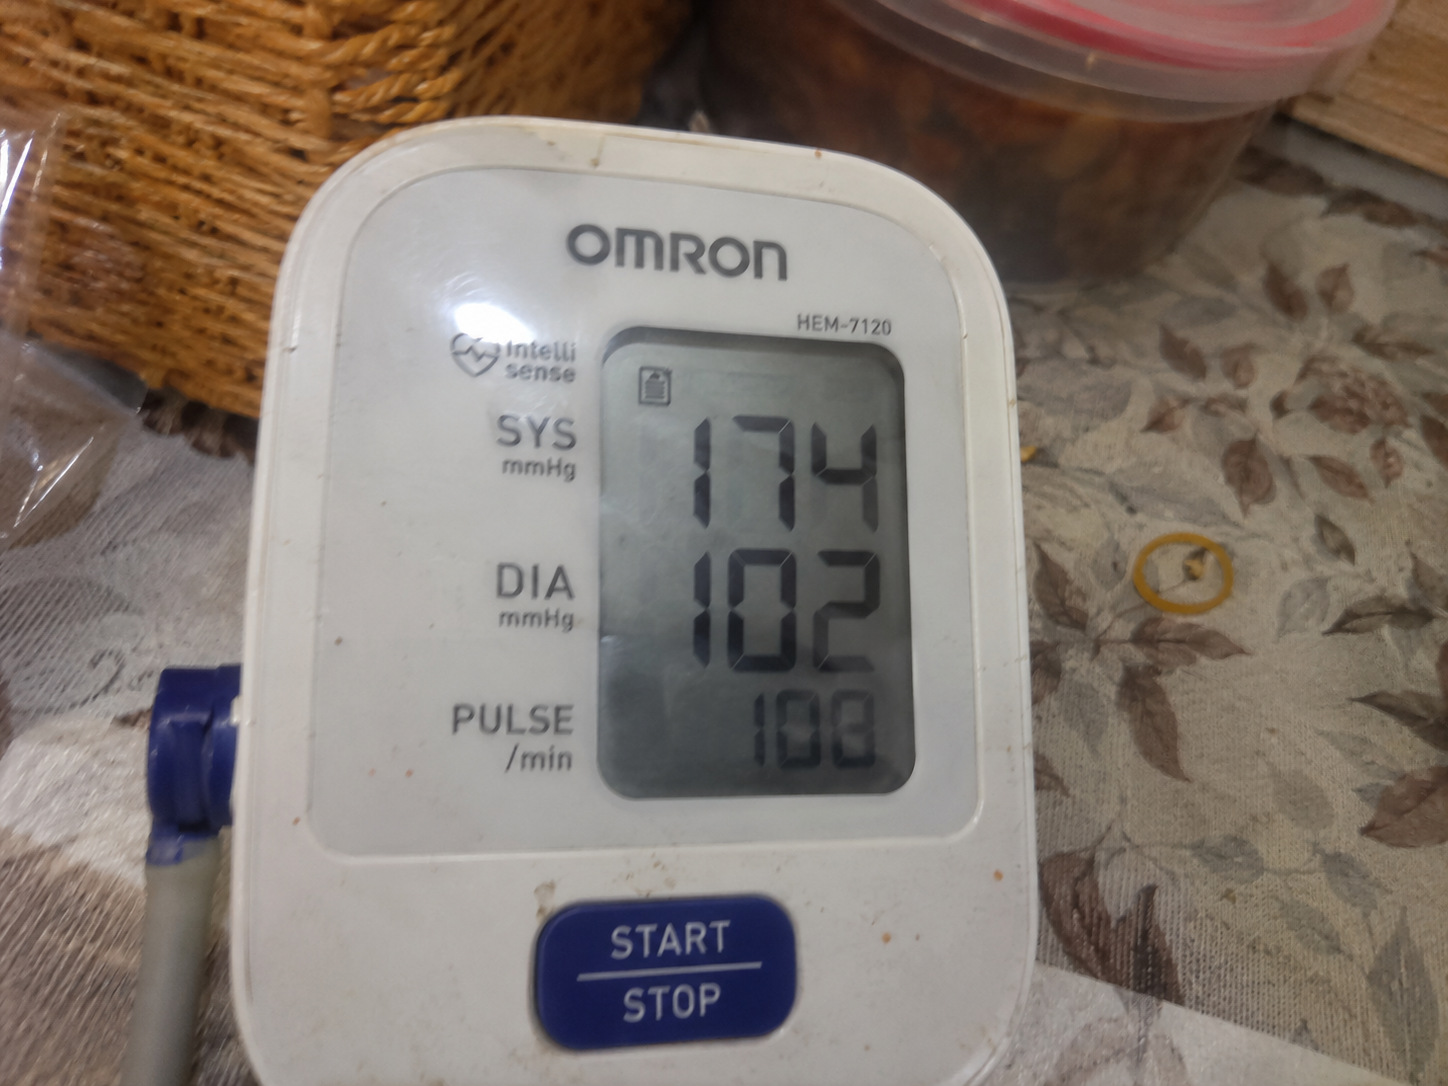 OMRON
HEM-7120
intelli
sense
SYS
mmHg
174
DIA
mmHg
102
PULSE
/min
108
START
STOP